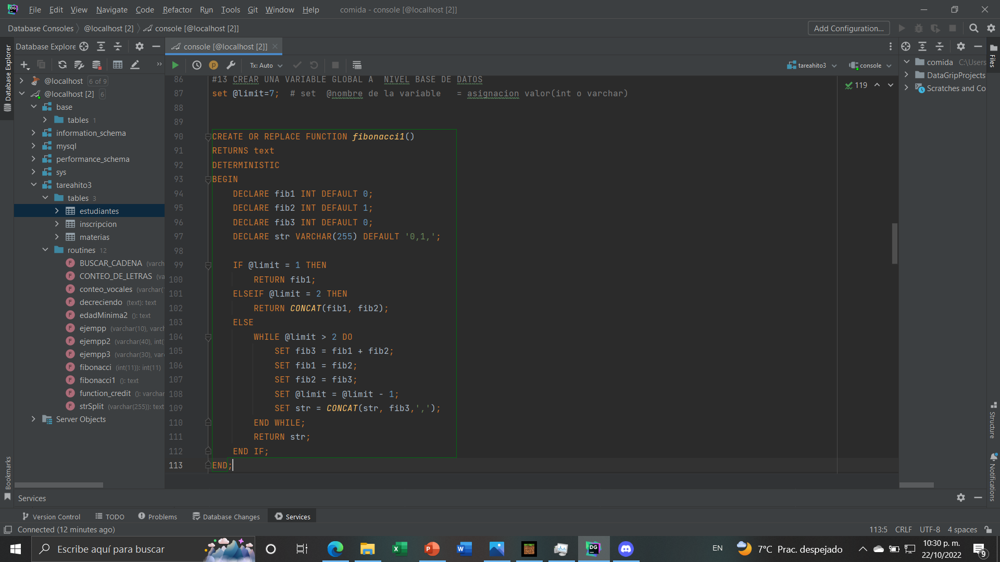 File Edit View Navigate Code Refactor Run Tools Git Window Help comida - console [@localhost [2]]
Database Consoles @localhost [2] console [@localhost [2]] Add Configuration...
Database Explore console [@localhost [2]]
Tx: Auto tareahito3 console
Database Explorer
@localhost 6 of 9
@localhost [2] 6
base
tables 1
information_schema
mysql
performance_schema
sys
tareahito3
tables 3
estudiantes
inscripcion
materias
routines 12
BUSCAR_CADENA (varch
CONTEO_DE_LETRAS (va
conteo_vocales (varchar(
decreciendo (text): text
edadMinima2 (): text
ejempp (varchar(10), varch
ejempp2 (varchar(40), int(
ejempp3 (varchar(30), var
fibonacci (int(11)): int(11)
fibonacci1 (): text
function_credit (): varchar
strSplit (varchar(255)): text
Server Objects
Bookmarks
86 #13 CREAR UNA VARIABLE GLOBAL A  NIVEL BASE DE DATOS
87 set @limit=7;  # set  @nombre de la variable   = asignacion valor(int o varchar)
88
89
90 CREATE OR REPLACE FUNCTION fibonacci1()
91 RETURNS text
92 DETERMINISTIC
93 BEGIN
94     DECLARE fib1 INT DEFAULT 0;
95     DECLARE fib2 INT DEFAULT 1;
96     DECLARE fib3 INT DEFAULT 0;
97     DECLARE str VARCHAR(255) DEFAULT '0,1,';
98
99     IF @limit = 1 THEN
100         RETURN fib1;
101     ELSEIF @limit = 2 THEN
102         RETURN CONCAT(fib1, fib2);
103     ELSE
104         WHILE @limit > 2 DO
105             SET fib3 = fib1 + fib2;
106             SET fib1 = fib2;
107             SET fib2 = fib3;
108             SET @limit = @limit - 1;
109             SET str = CONCAT(str, fib3,',');
110         END WHILE;
111         RETURN str;
112     END IF;
113 END;
119
comida C:\Users
DataGripProjects
Scratches and Co
Files
Structure
Notifications
Services
Version Control TODO Problems Database Changes Services
Connected (12 minutes ago) 113:5 CRLF UTF-8 4 spaces
Escribe aquí para buscar EN 7°C Prac. despejado 10:30 p. m.
22/10/2022 9